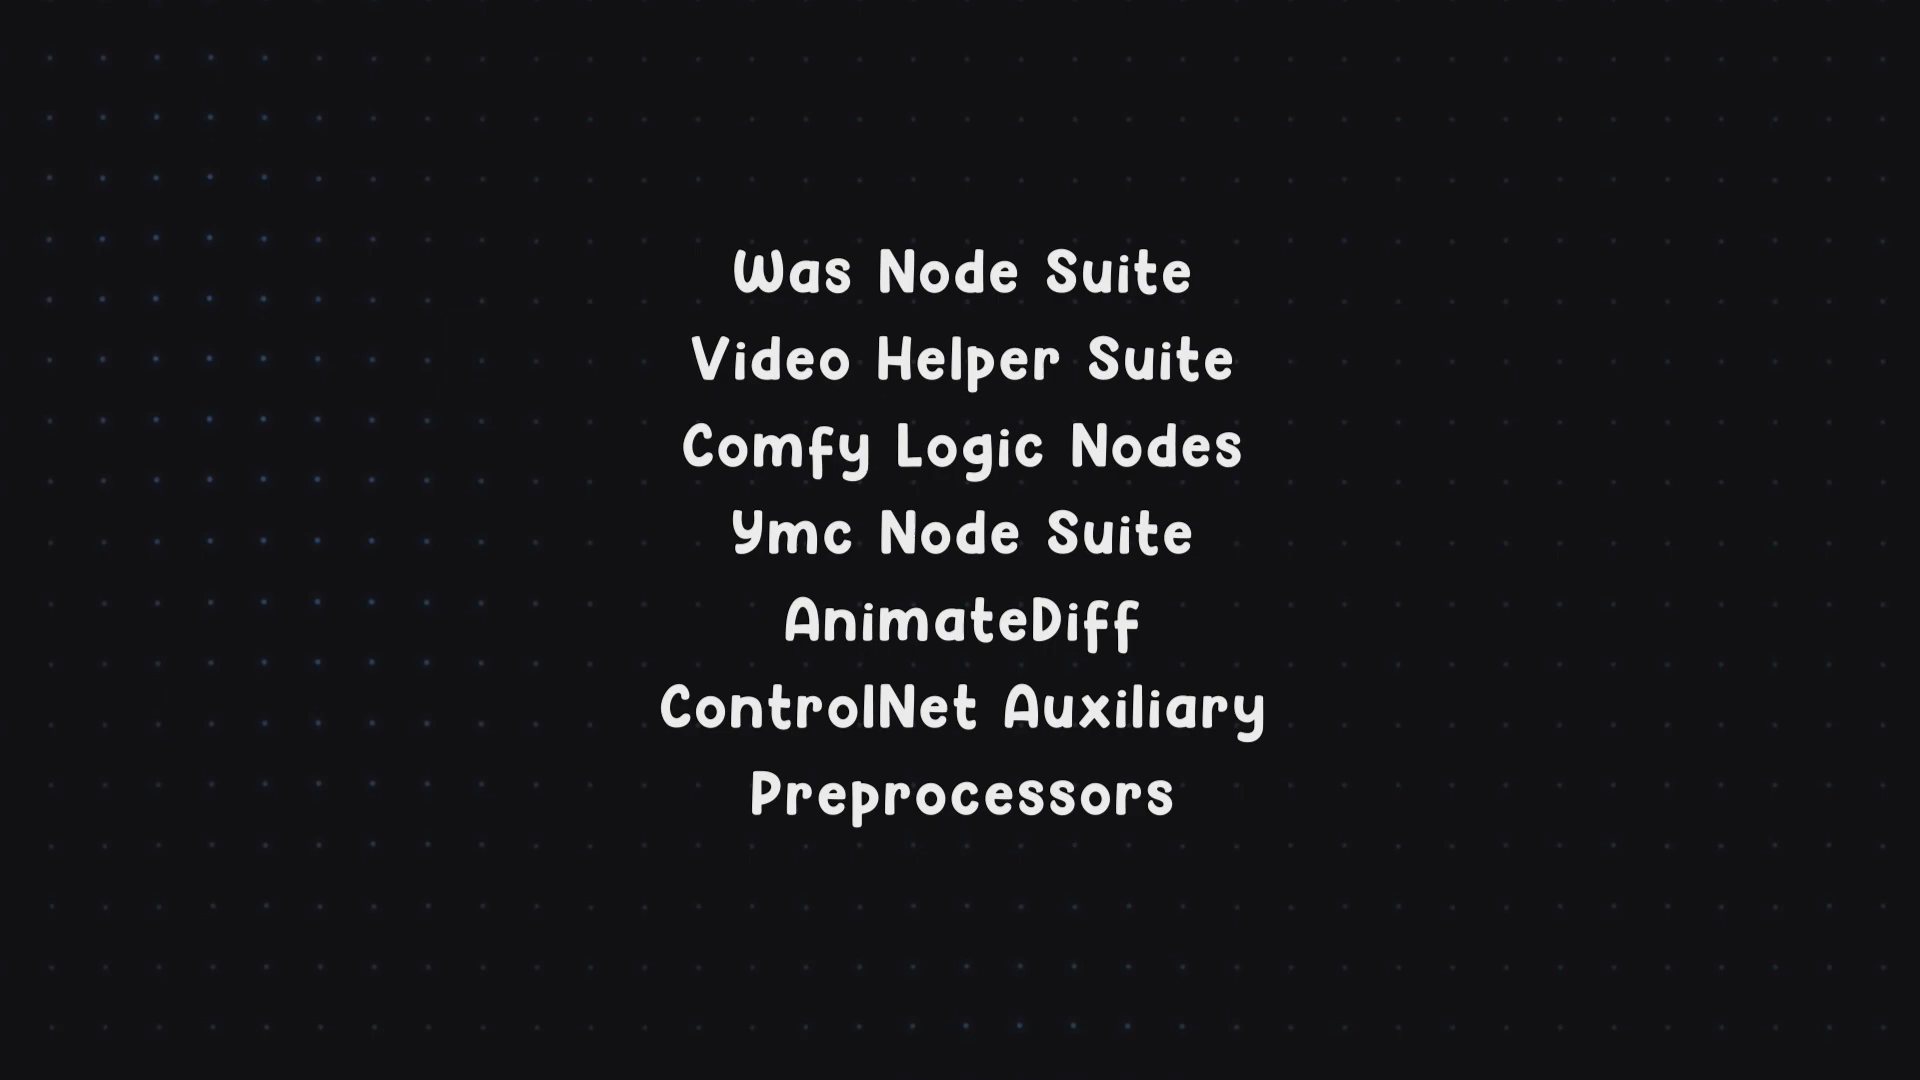 Was Node Suite
Video Helper Suite
Comfy Logic Nodes
Ymc Node Suite
AnimateDiff
ControlNet Auxiliary
Preprocessors